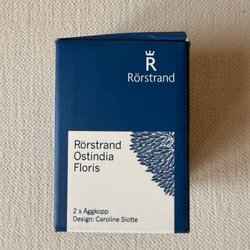 R
Rörstrand
Rörstrand
Ostindia
Floris
2 x Äggkopp
Design: Caroline Slotte